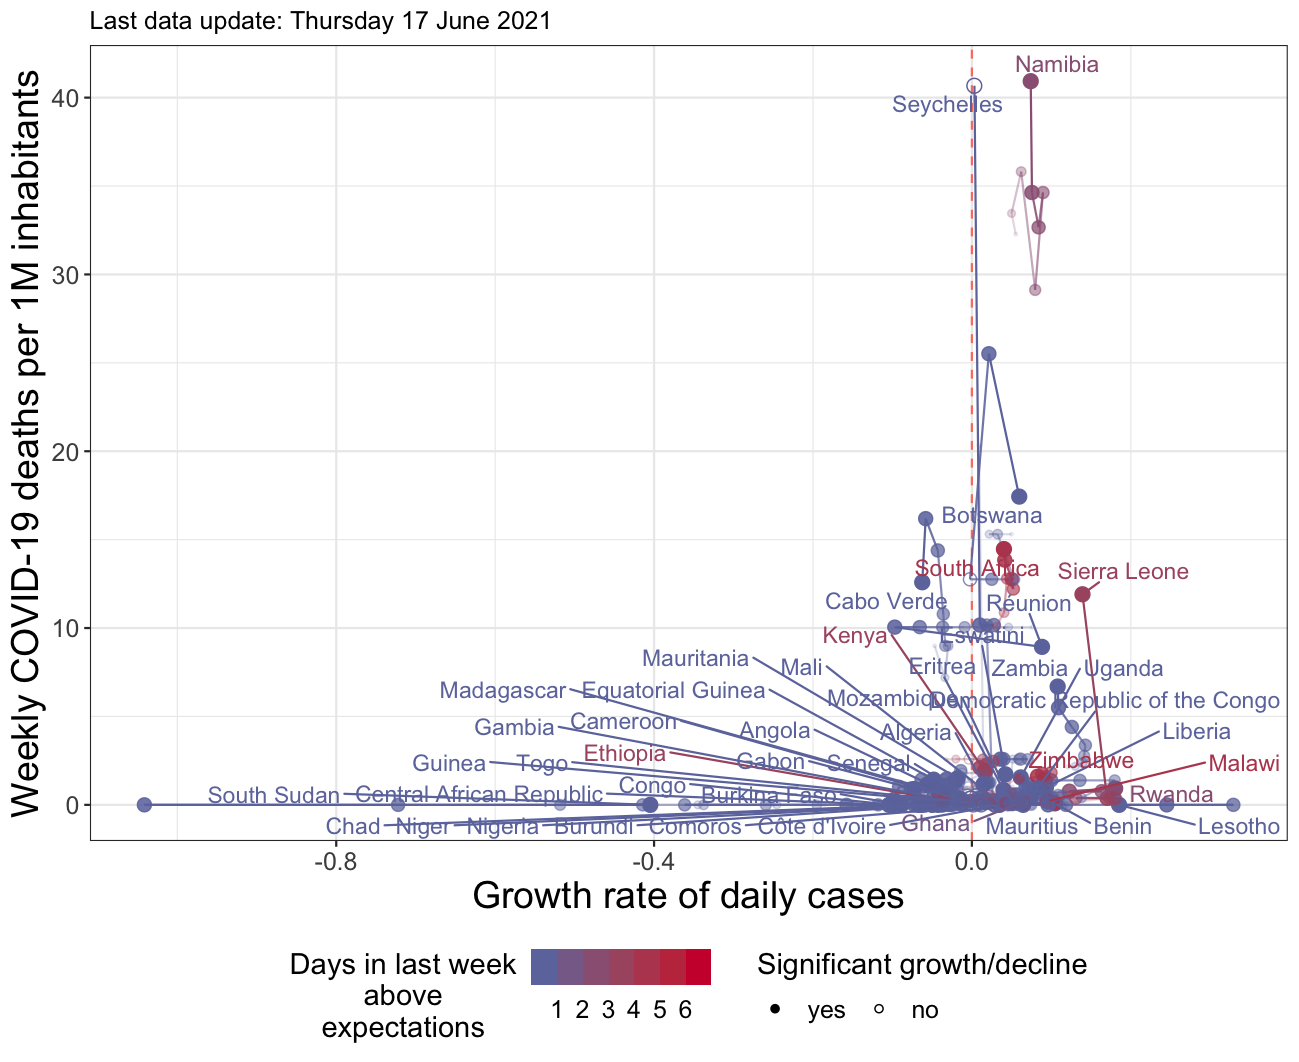 Last data update: Thursday 17 June 2021
Weekly COVID-19 deaths per 1M inhabitants
40
30
20
10
0
Namibia
Seychelles
Botswana
South Africa
Sierra Leone
Cabo Verde
Réunion
Kenya
Eswatini
Mauritania
Mali
Eritrea
Zambia
Uganda
Madagascar
Equatorial Guinea
Mozambique
Democratic Republic of the Congo
Gambia
Cameroon
Angola
Algeria
Liberia
Ethiopia
Guinea
Togo
Gabon
Senegal
Zimbabwe
Malawi
South Sudan
Central African Republic
Congo
Burkina Faso
Rwanda
Chad
Niger
Nigeria
Burundi
Comoros
Côte d'Ivoire
Ghana
Mauritius
Benin
Lesotho
-0.8
-0.4
0.0
Growth rate of daily cases
Days in last week
above
expectations
1 2 3 4 5 6
Significant growth/decline
yes
no